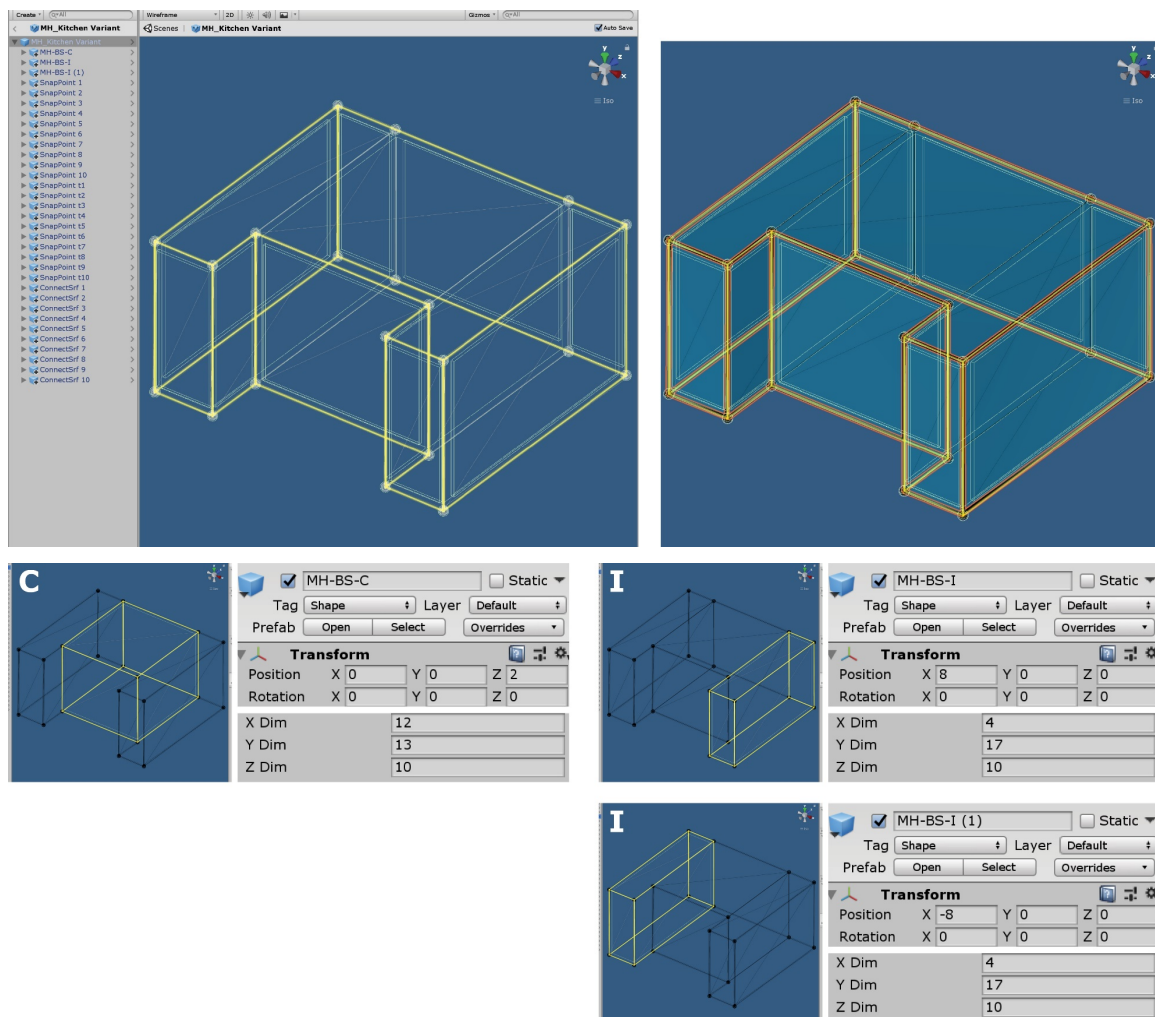 Create
Q+All
Wireframe
2D
Gizmos
Q+All
MH_Kitchen Variant
Scenes
MH_Kitchen Variant
Auto Save
MH_Kitchen Variant
MH-BS-C
MH-BS-I
MH-BS-I (1)
SnapPoint 1
SnapPoint 2
SnapPoint 3
SnapPoint 4
SnapPoint 5
SnapPoint 6
SnapPoint 7
SnapPoint 8
SnapPoint 9
SnapPoint 10
SnapPoint t1
SnapPoint t2
SnapPoint t3
SnapPoint t4
SnapPoint t5
SnapPoint t6
SnapPoint t7
SnapPoint t8
SnapPoint t9
SnapPoint t10
ConnectSrf 1
ConnectSrf 2
ConnectSrf 3
ConnectSrf 4
ConnectSrf 5
ConnectSrf 6
ConnectSrf 7
ConnectSrf 8
ConnectSrf 9
ConnectSrf 10
y
z
x
Iso
y
z
x
Iso
C
MH-BS-C Static
Tag Shape Layer Default
Prefab Open Select Overrides
Transform
Position X 0 Y 0 Z 2
Rotation X 0 Y 0 Z 0
X Dim 12
Y Dim 13
Z Dim 10
I
MH-BS-I Static
Tag Shape Layer Default
Prefab Open Select Overrides
Transform
Position X 8 Y 0 Z 0
Rotation X 0 Y 0 Z 0
X Dim 4
Y Dim 17
Z Dim 10
I
MH-BS-I (1) Static
Tag Shape Layer Default
Prefab Open Select Overrides
Transform
Position X -8 Y 0 Z 0
Rotation X 0 Y 0 Z 0
X Dim 4
Y Dim 17
Z Dim 10